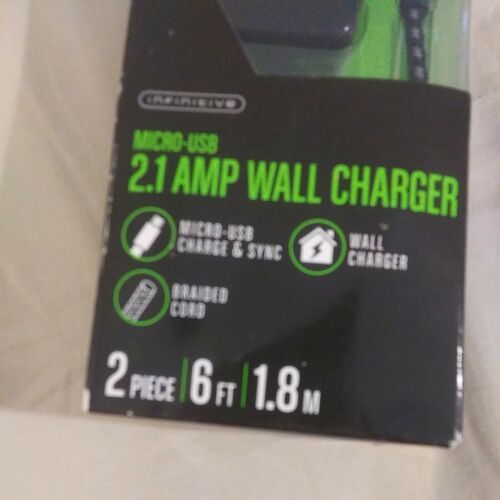 INFINITIVE
MICRO-USB
2.1 AMP WALL CHARGER
MICRO-USB
CHARGE & SYNC
WALL
CHARGER
BRAIDED
CORD
2 PIECE | 6 FT | 1.8 M